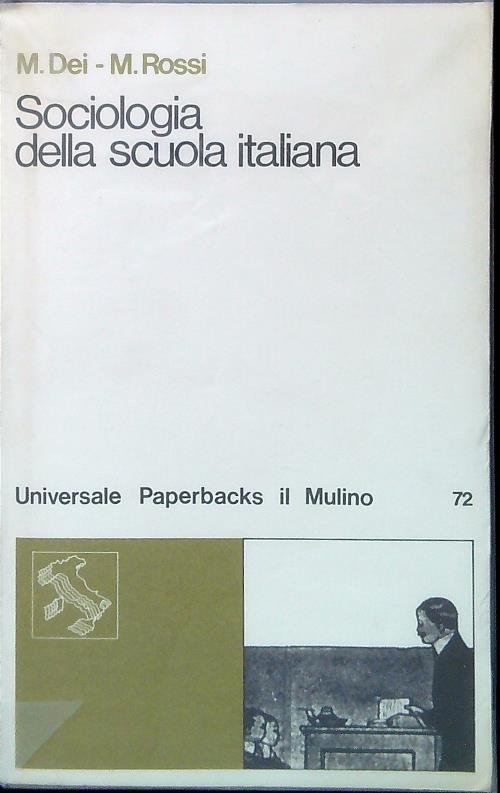 M. Dei - M. Rossi
Sociologia
della scuola italiana
Universale Paperbacks il Mulino 72